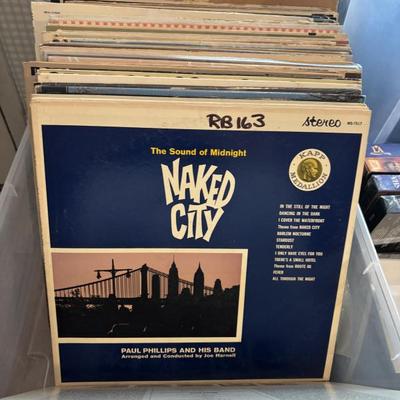 RB163
stereo
The Sound of Midnight
NAKED
CITY
KAPP
MEDALLION
IN THE STILL OF THE NIGHT
DANCING IN THE DARK
I COVER THE WATERFRONT
Theme from NAKED CITY
HARLEM NOCTURNE
STARDUST
TENDERLY
I ONLY HAVE EYES FOR YOU
THERE'S A SMALL HOTEL
Theme from ROUTE 66
FEVER
ALL THROUGH THE NIGHT
PAUL PHILLIPS AND HIS BAND
Arranged and Conducted by Joe Harnell